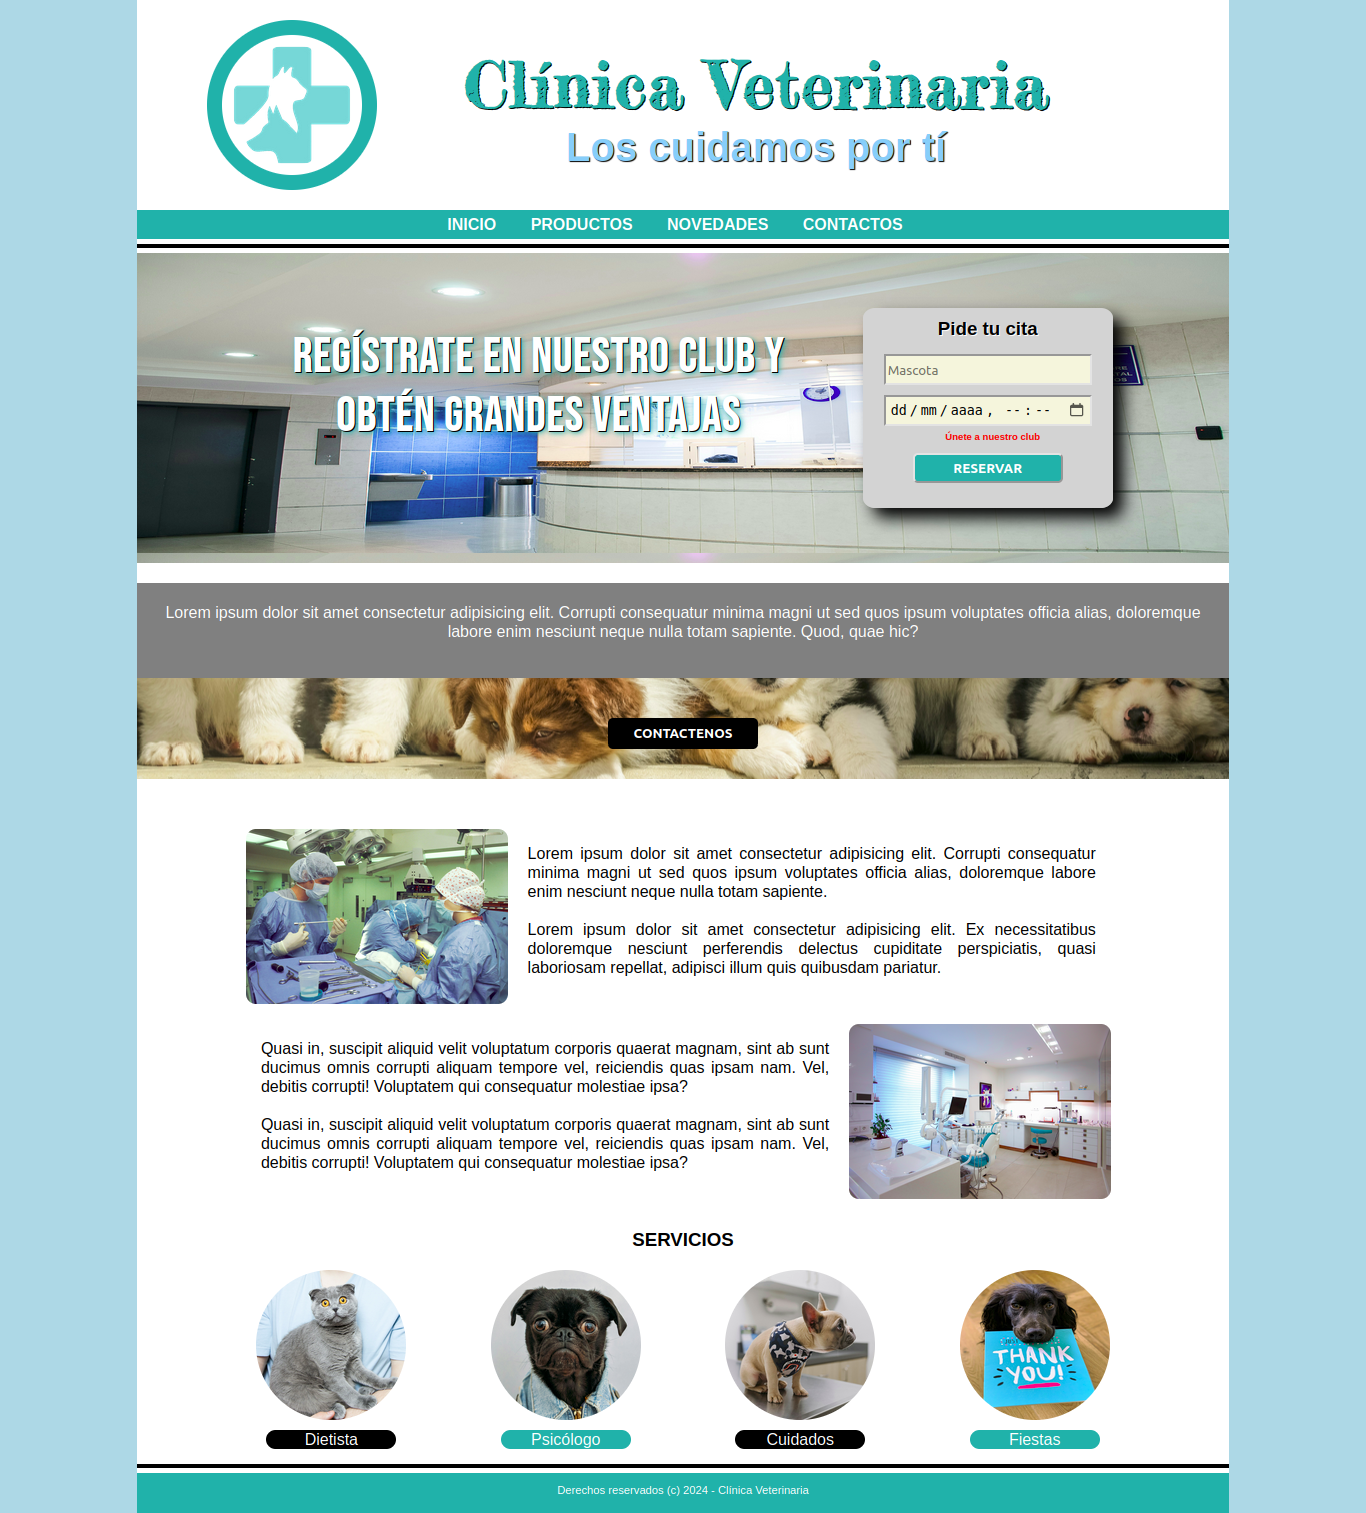 Clínica Veterinaria
Los cuidamos por tí
INICIO PRODUCTOS NOVEDADES CONTACTOS
REGÍSTRATE EN NUESTRO CLUB Y
OBTÉN GRANDES VENTAJAS
Pide tu cita
Mascota
dd/mm/aaaa, --:--
Únete a nuestro club
RESERVAR
Lorem ipsum dolor sit amet consectetur adipisicing elit. Corrupti consequatur minima magni ut sed quos ipsum voluptates officia alias, doloremque
labore enim nesciunt neque nulla totam sapiente. Quod, quae hic?
CONTACTENOS
Lorem ipsum dolor sit amet consectetur adipisicing elit. Corrupti consequatur
minima magni ut sed quos ipsum voluptates officia alias, doloremque labore
enim nesciunt neque nulla totam sapiente.
Lorem ipsum dolor sit amet consectetur adipisicing elit. Ex necessitatibus
doloremque nesciunt perferendis delectus cupiditate perspiciatis, quasi
laboriosam repellat, adipisci illum quis quibusdam pariatur.
Quasi in, suscipit aliquid velit voluptatum corporis quaerat magnam, sint ab sunt
ducimus omnis corrupti aliquam tempore vel, reiciendis quas ipsam nam. Vel,
debitis corrupti! Voluptatem qui consequatur molestiae ipsa?
Quasi in, suscipit aliquid velit voluptatum corporis quaerat magnam, sint ab sunt
ducimus omnis corrupti aliquam tempore vel, reiciendis quas ipsam nam. Vel,
debitis corrupti! Voluptatem qui consequatur molestiae ipsa?
SERVICIOS
THANK
YOU!
Dietista
Psicólogo
Cuidados
Fiestas
Derechos reservados (c) 2024 - Clínica Veterinaria